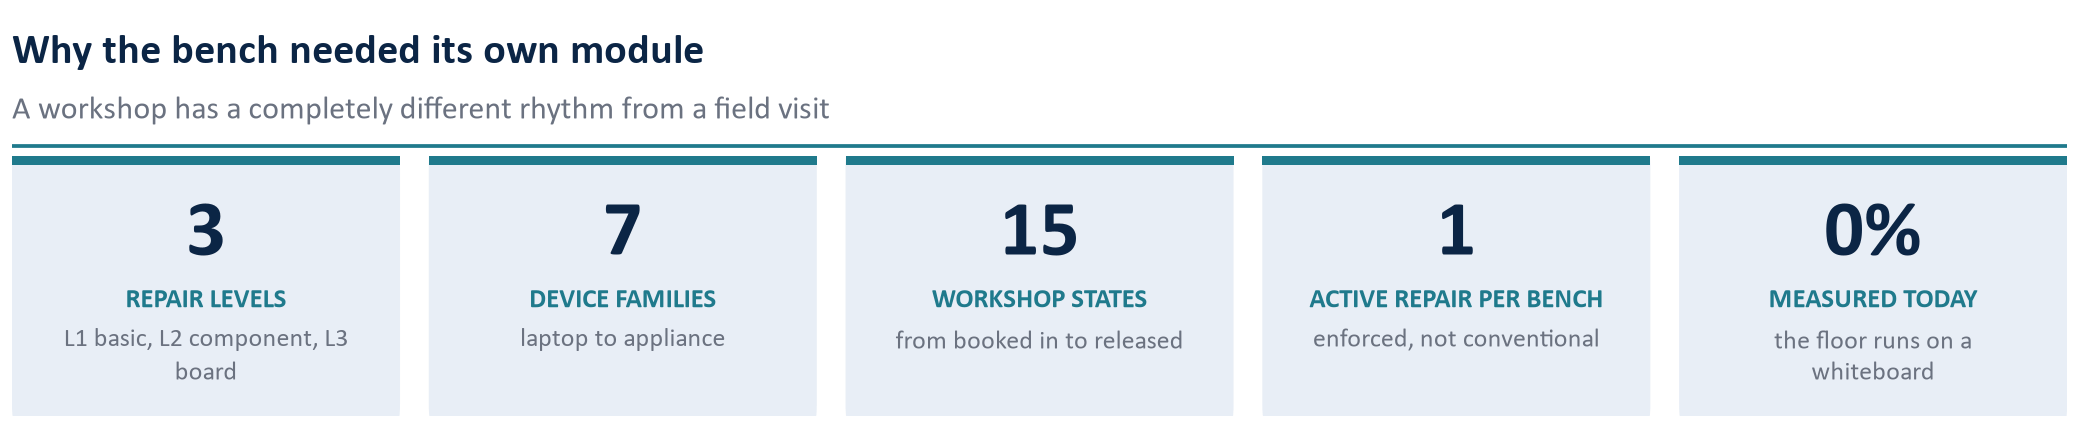 Why the bench needed its own module
A workshop has a completely different rhythm from a field visit
3
REPAIR LEVELS
L1 basic, L2 component, L3
board
7
DEVICE FAMILIES
laptop to appliance
15
WORKSHOP STATES
from booked in to released
1
ACTIVE REPAIR PER BENCH
enforced, not conventional
0%
MEASURED TODAY
the floor runs on a
whiteboard